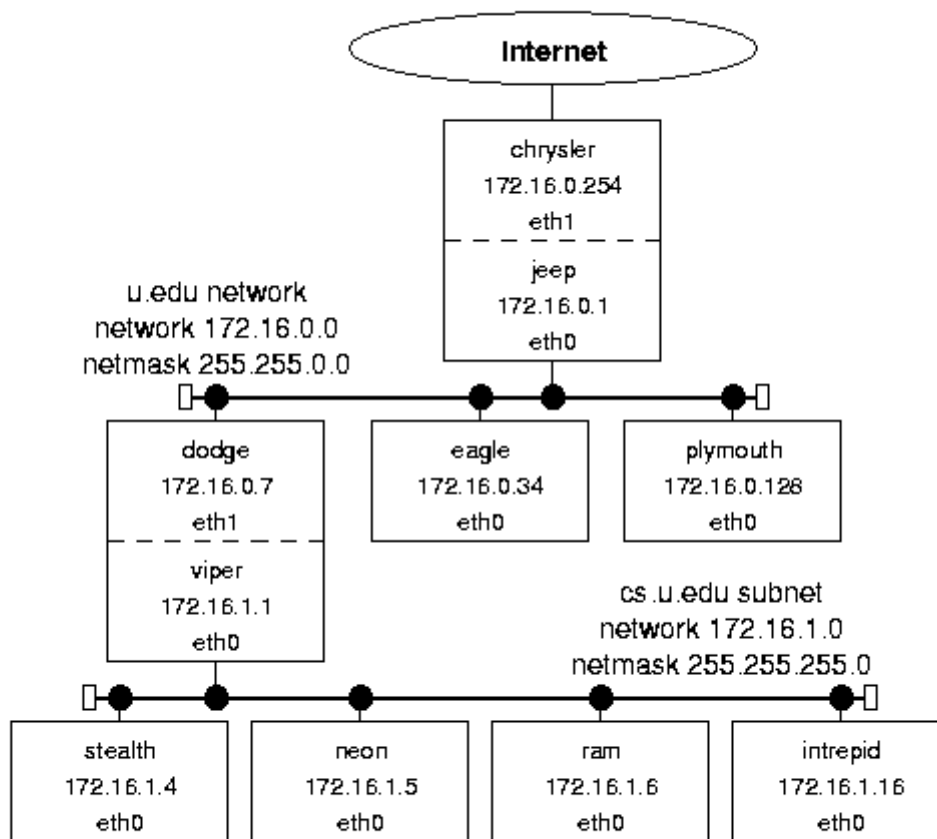 Internet
chrysler
172.16.0.254
eth1
jeep
172.16.0.1
eth0
u.edu network
network 172.16.0.0
netmask 255.255.0.0
dodge
172.16.0.7
eth1
viper
172.16.1.1
eth0
eagle
172.16.0.34
eth0
plymouth
172.16.0.128
eth0
cs.u.edu subnet
network 172.16.1.0
netmask 255.255.255.0
stealth
172.16.1.4
eth0
neon
172.16.1.5
eth0
ram
172.16.1.6
eth0
intrepid
172.16.1.16
eth0